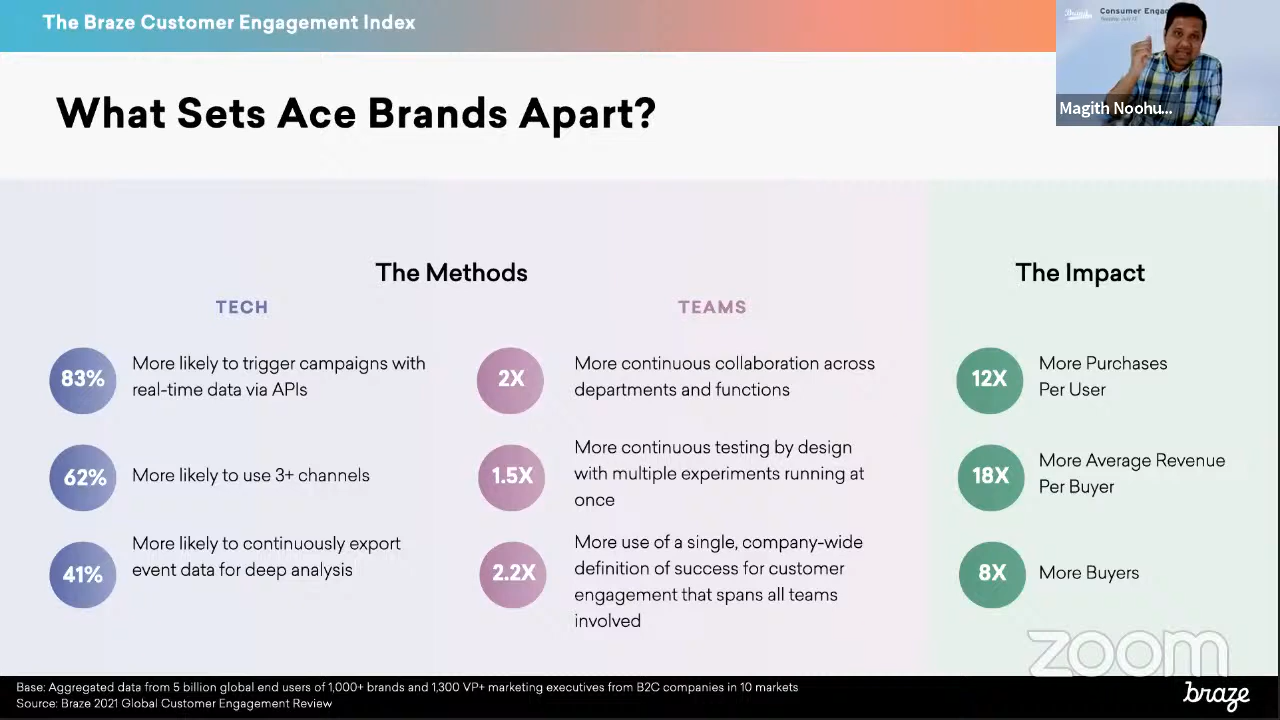 The Braze Customer Engagement Index
Consumer Enga
Magith Noohu...
What Sets Ace Brands Apart?
The Methods
TECH
83%
More likely to trigger campaigns with
real-time data via APIs
62%
More likely to use 3+ channels
41%
More likely to continuously export
event data for deep analysis
TEAMS
2X
More continuous collaboration across
departments and functions
1.5X
More continuous testing by design
with multiple experiments running at
once
2.2X
More use of a single, company-wide
definition of success for customer
engagement that spans all teams
involved
The Impact
12X
More Purchases
Per User
18X
More Average Revenue
Per Buyer
8X
More Buyers
zoom
Base: Aggregated data from 5 billion global end users of 1,000+ brands and 1,300 VP+ marketing executives from B2C companies in 10 markets
Source: Braze 2021 Global Customer Engagement Review
braze